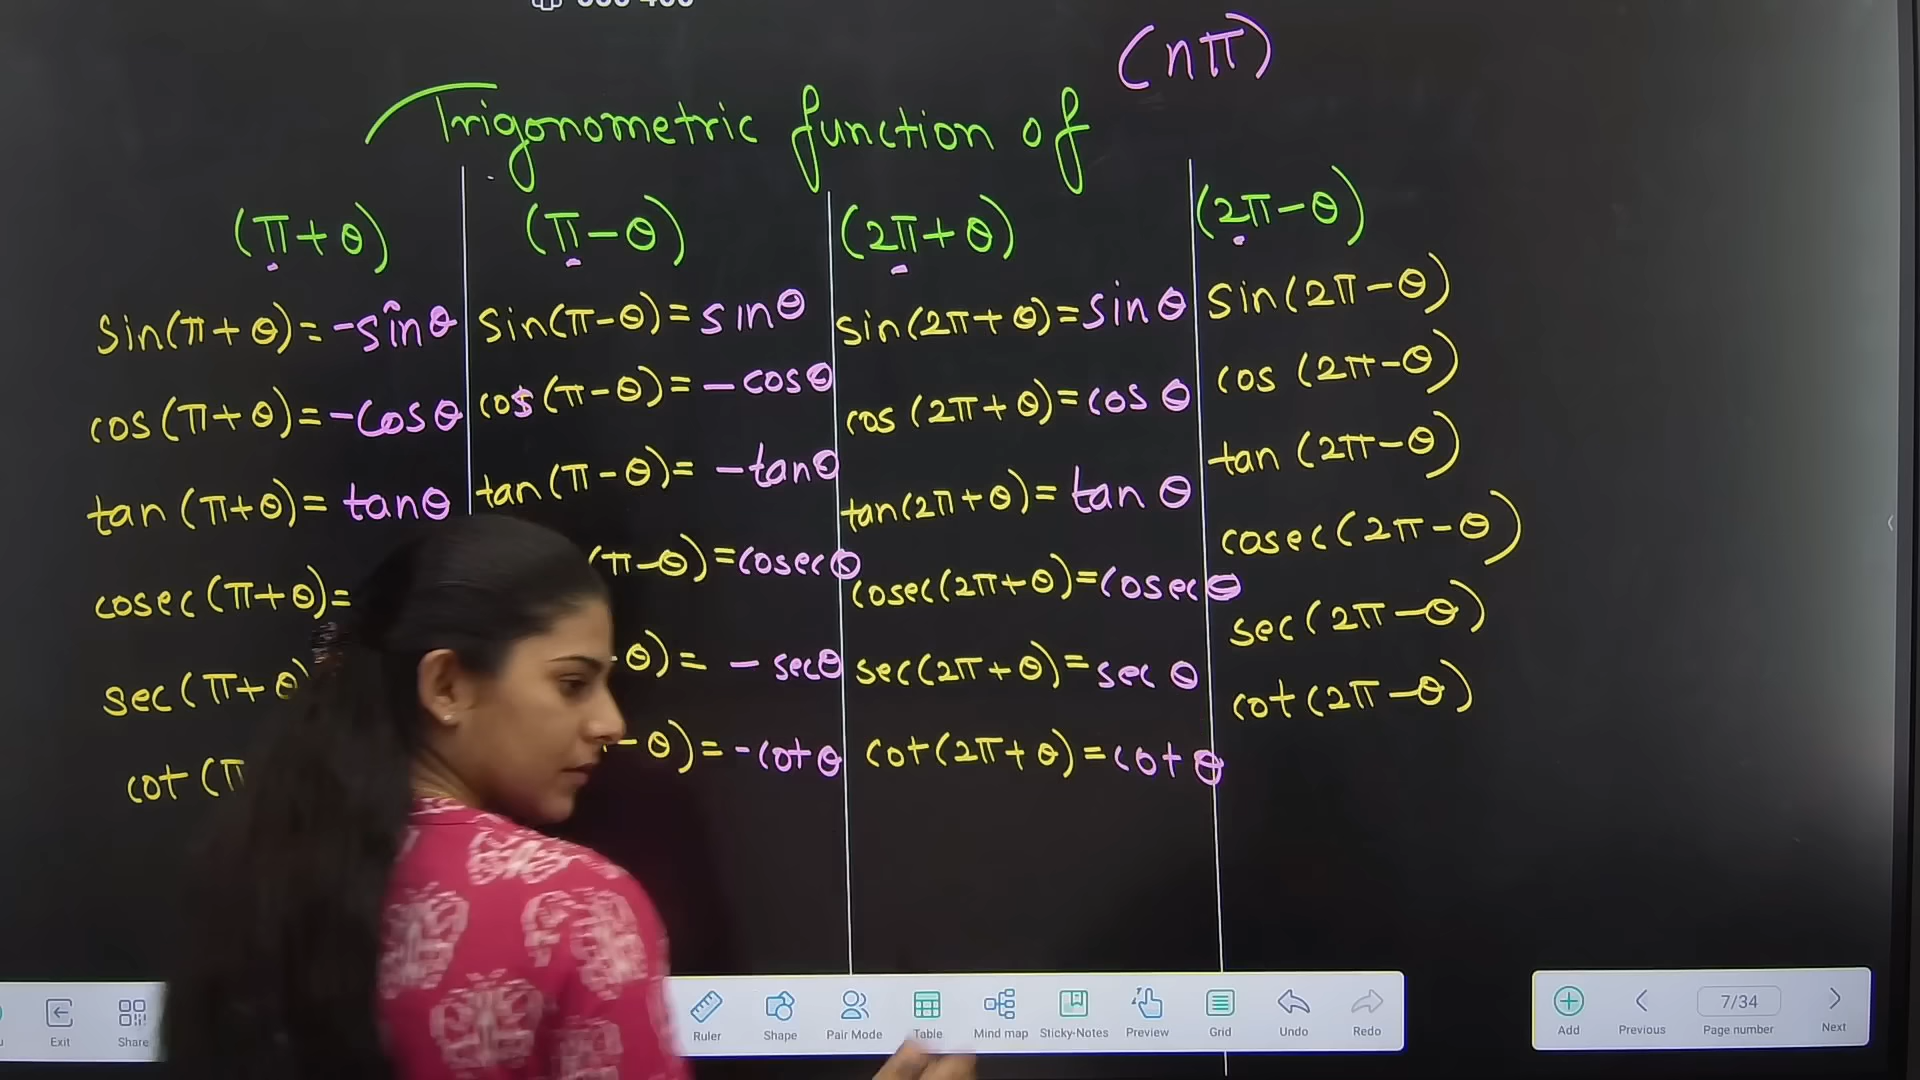 (nπ)
Trigonometric function of
(π+θ)
(π-θ)
(2π+θ)
(2π-θ)
sin(π+θ)=-sinθ
cos(π+θ)=-cosθ
tan(π+θ)=tanθ
cosec(π+θ)=
sec(π+θ)
cot(π
sin(π-θ)=sinθ
cos(π-θ)=-cosθ
tan(π-θ)=-tanθ
(π-θ)=cosecθ
θ)=-secθ
-θ)=-cotθ
sin(2π+θ)=sinθ
cos(2π+θ)=cosθ
tan(2π+θ)=tanθ
cosec(2π+θ)=cosecθ
sec(2π+θ)=secθ
cot(2π+θ)=cotθ
sin(2π-θ)
cos(2π-θ)
tan(2π-θ)
cosec(2π-θ)
sec(2π-θ)
cot(2π-θ)
Exit Share Ruler Shape Pair Mode Table Mind map Sticky-Notes Preview Grid Undo Redo
7/34
Add Previous Page number Next